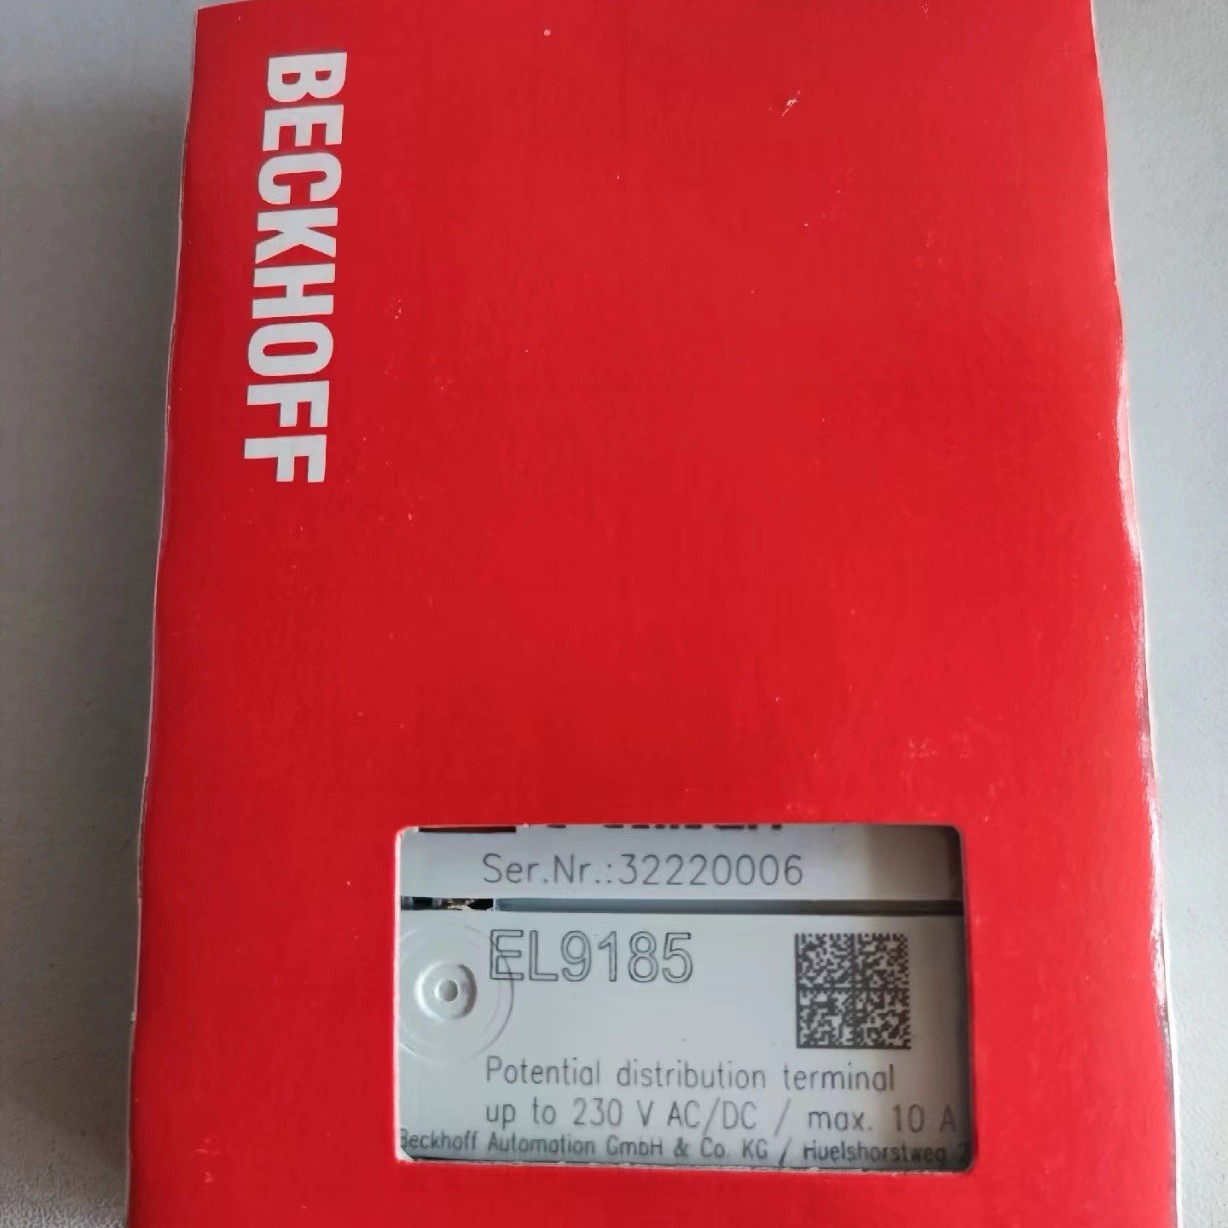 BECKHOFF
Ser.Nr.:32220006
EL9185
Potential distribution terminal
up to 230 V AC/DC / max. 10 A
Beckhoff Automation GmbH & Co. KG / Huelshorstweg 2